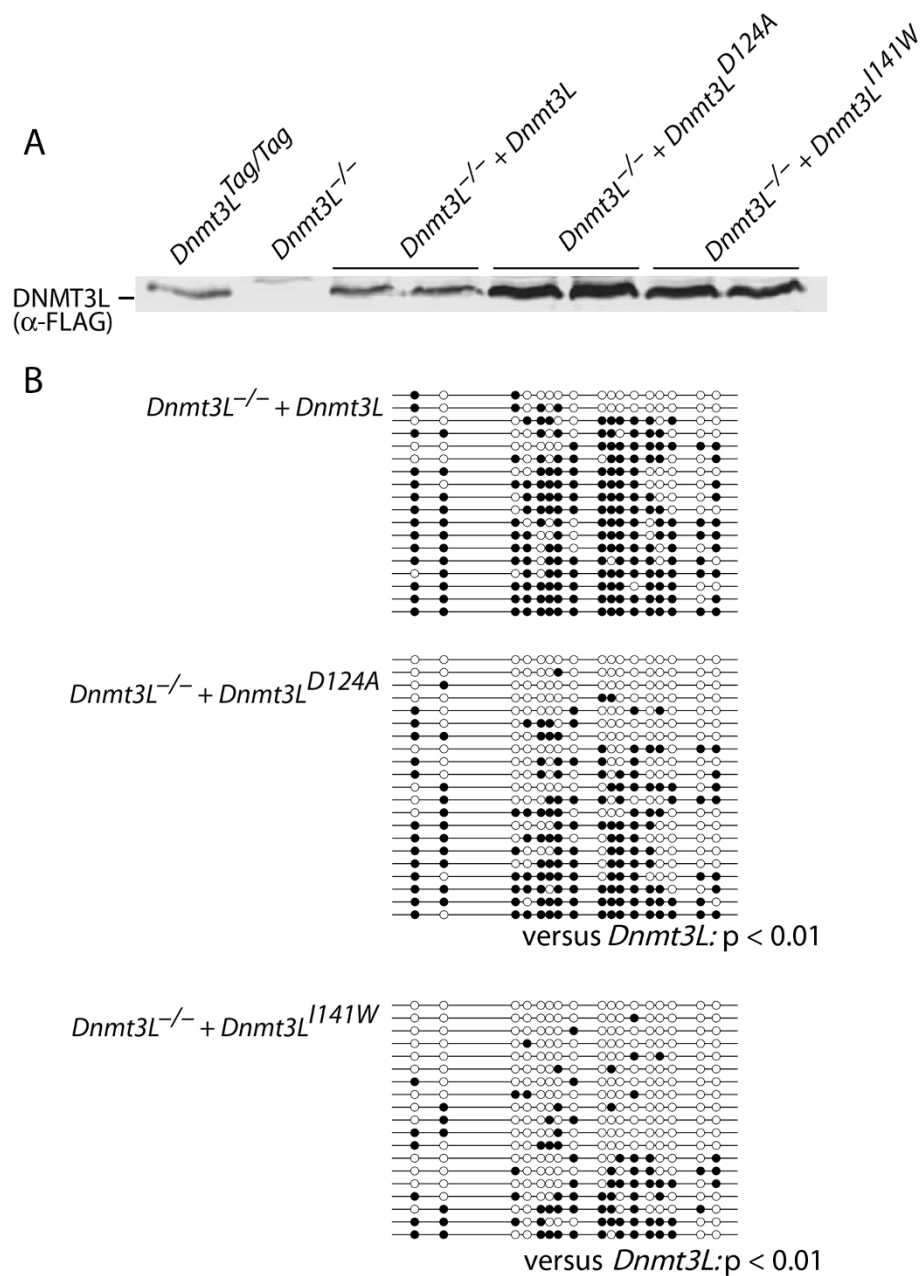 A
Dnmt3L^Tag/Tag
Dnmt3L^–/–
Dnmt3L^–/– + Dnmt3L
Dnmt3L^–/– + Dnmt3L^D124A
Dnmt3L^–/– + Dnmt3L^I141W
DNMT3L
(α-FLAG)
B
Dnmt3L^–/– + Dnmt3L
Dnmt3L^–/– + Dnmt3L^D124A
versus Dnmt3L: p < 0.01
Dnmt3L^–/– + Dnmt3L^I141W
versus Dnmt3L: p < 0.01